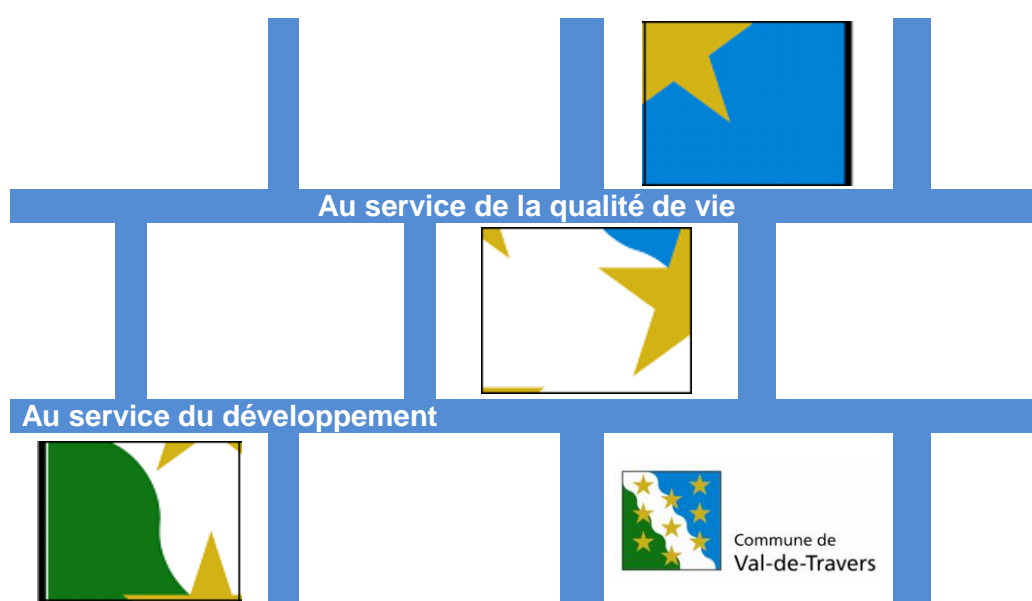 Au service de la qualité de vie
Au service du développement
Commune de
Val-de-Travers